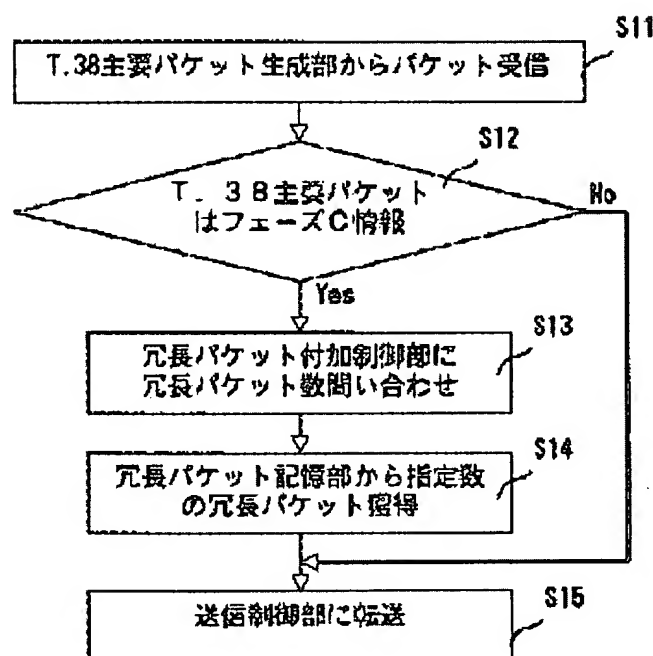 S11
T.38主要パケット生成部からパケット受信
S12
T. 38主要パケット
はフェーズC情報
No
Yes
S13
冗長パケット付加制御部に
冗長パケット数問い合わせ
S14
冗長パケット記憶部から指定数
の冗長パケット獲得
S15
送信制御部に転送